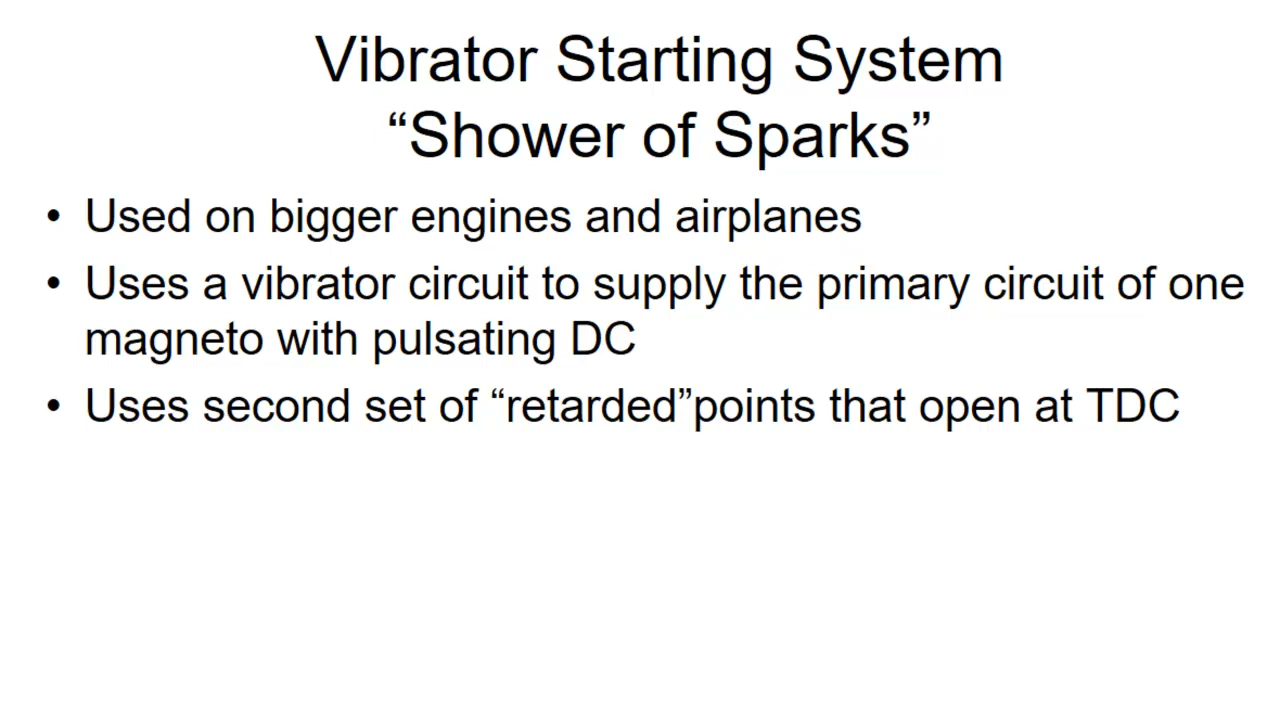 Vibrator Starting System
“Shower of Sparks”
• Used on bigger engines and airplanes
• Uses a vibrator circuit to supply the primary circuit of one
magneto with pulsating DC
• Uses second set of “retarded”points that open at TDC